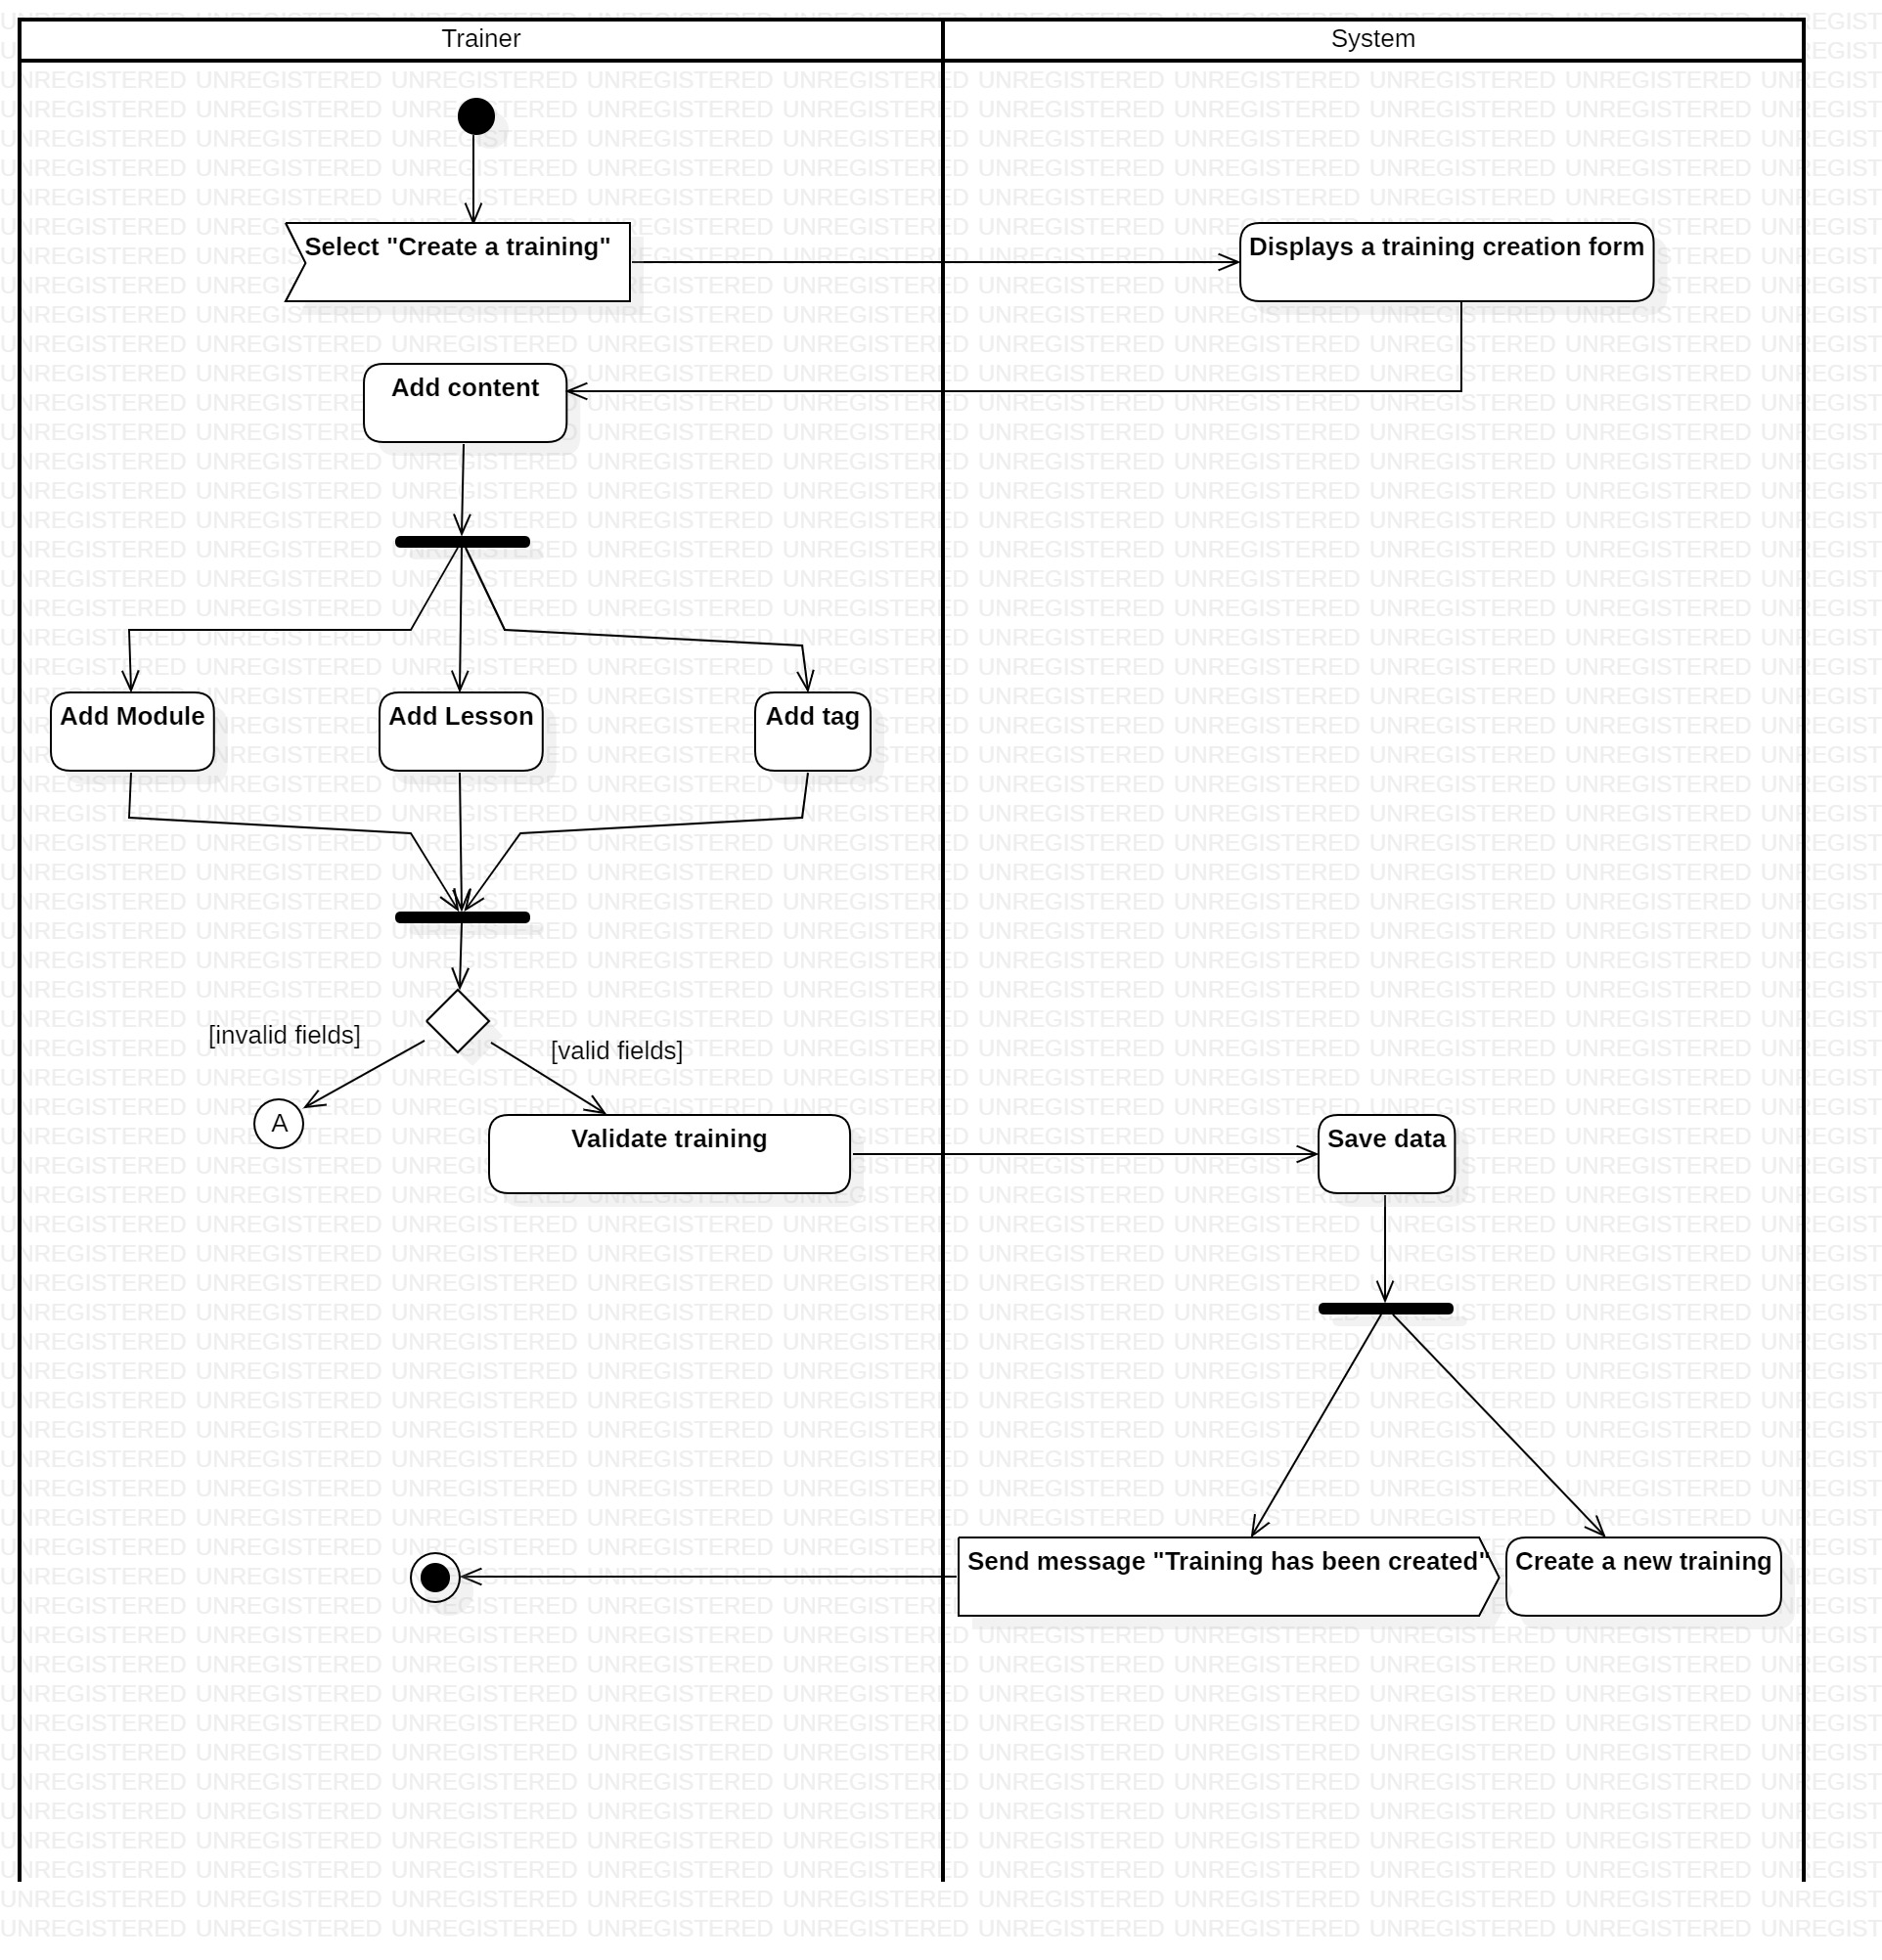 Trainer
System
Select "Create a training"
Displays a training creation form
Add content
Add Module
Add Lesson
Add tag
[invalid fields]
[valid fields]
A
Validate training
Save data
Send message "Training has been created"
Create a new training
UNREGISTERED